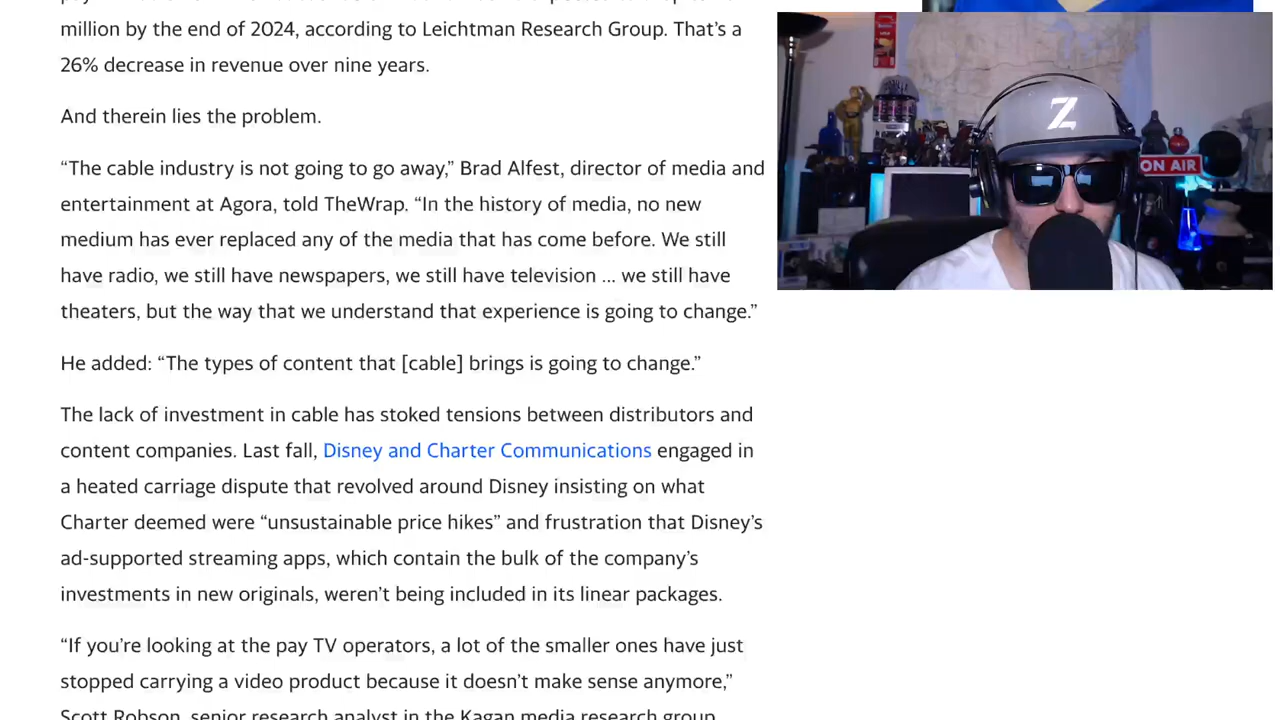 million by the end of 2024, according to Leichtman Research Group. That's a
26% decrease in revenue over nine years.
And therein lies the problem.
“The cable industry is not going to go away,” Brad Alfest, director of media and
entertainment at Agora, told TheWrap. “In the history of media, no new
medium has ever replaced any of the media that has come before. We still
have radio, we still have newspapers, we still have television ... we still have
theaters, but the way that we understand that experience is going to change.”
He added: “The types of content that [cable] brings is going to change.”
The lack of investment in cable has stoked tensions between distributors and
content companies. Last fall, Disney and Charter Communications engaged in
a heated carriage dispute that revolved around Disney insisting on what
Charter deemed were “unsustainable price hikes” and frustration that Disney’s
ad-supported streaming apps, which contain the bulk of the company’s
investments in new originals, weren’t being included in its linear packages.
“If you’re looking at the pay TV operators, a lot of the smaller ones have just
stopped carrying a video product because it doesn’t make sense anymore,”
Scott Robson, senior research analyst in the Kagan media research group
Z
ON AIR